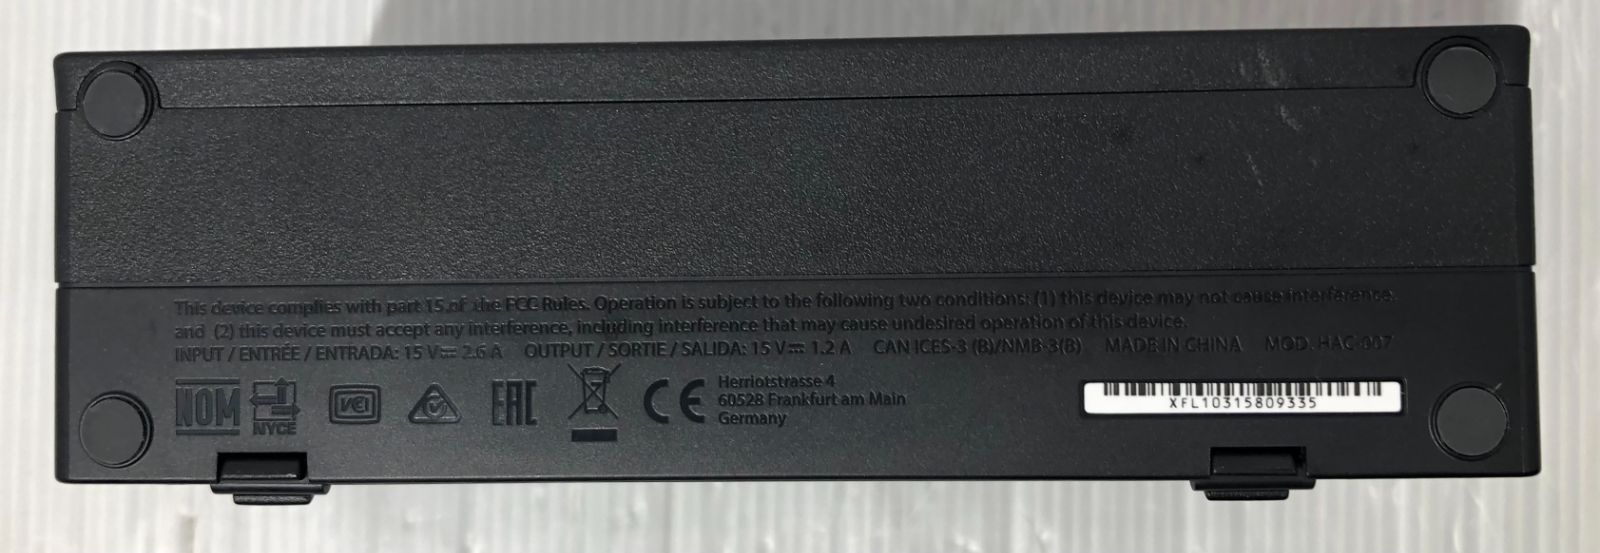 This device complies with part 15 of the FCC Rules. Operation is subject to the following two conditions: (1) this device may not cause interference.
and (2) this device must accept any interference, including interference that may cause undesired operation of this device.
INPUT / ENTRÉE / ENTRADA: 15 V⎓ 2.6 A OUTPUT / SORTIE / SALIDA: 15 V⎓ 1.2 A CAN ICES-3 (B)/NMB-3(B) MADE IN CHINA MOD. HAC-007
NOM
NYCE
VCI
EAC
CE
Herriotstrasse 4
60528 Frankfurt am Main
Germany
XFL10315809335